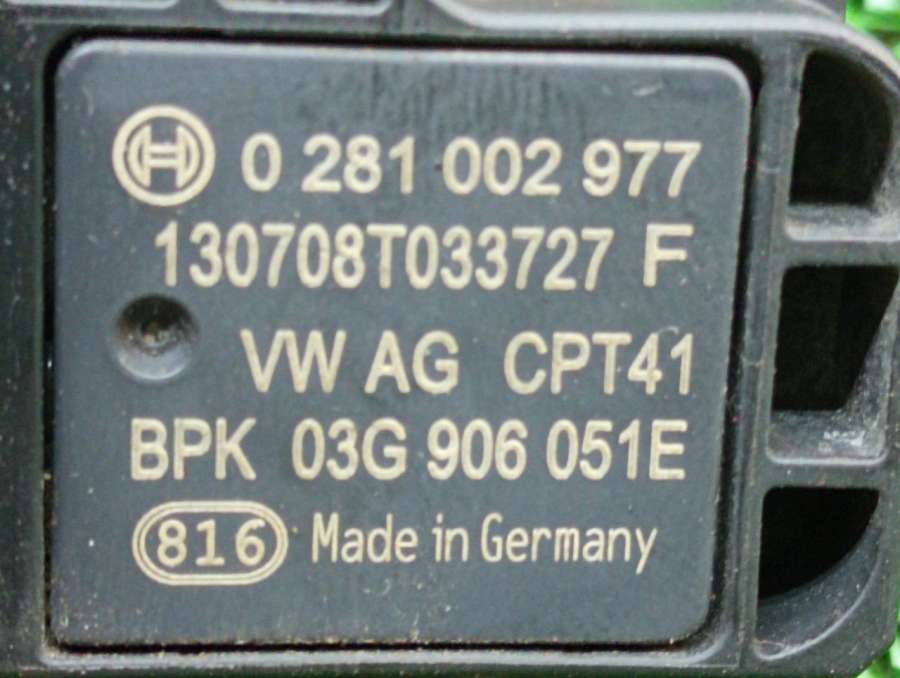 0 281 002 977
130708T033727 F
VW AG CPT41
BPK 03G 906 051E
816 Made in Germany